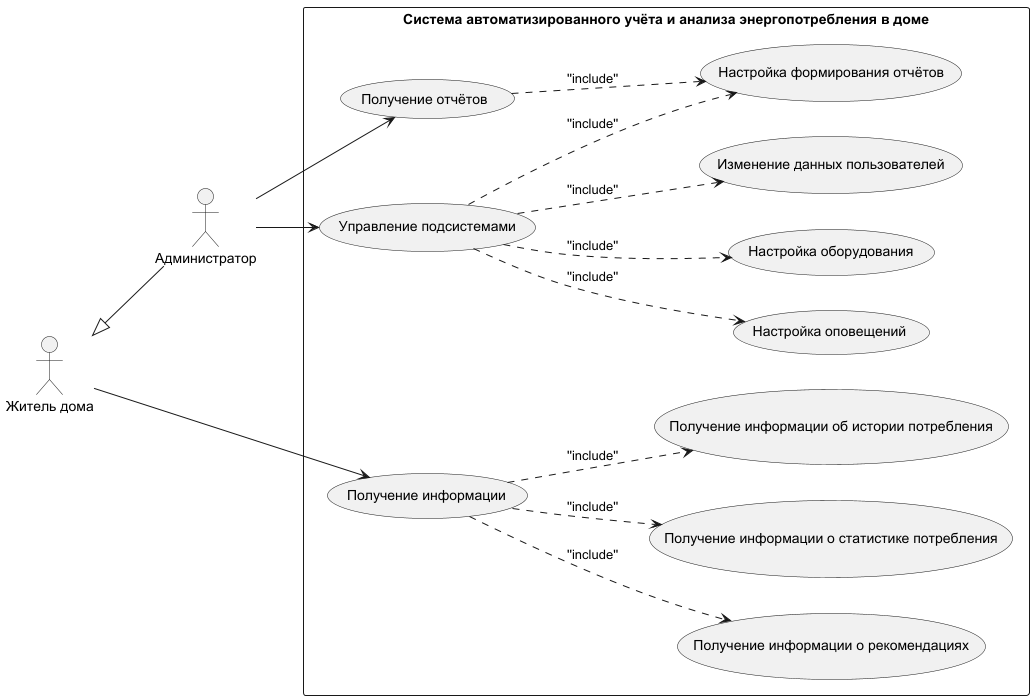 Система автоматизированного учёта и анализа энергопотребления в доме
Настройка формирования отчётов
"include"
Получение отчётов
"include"
Изменение данных пользователей
"include"
Управление подсистемами
"include"
Настройка оборудования
Администратор
"include"
Настройка оповещений
Житель дома
Получение информации об истории потребления
"include"
Получение информации
"include"
Получение информации о статистике потребления
"include"
Получение информации о рекомендациях